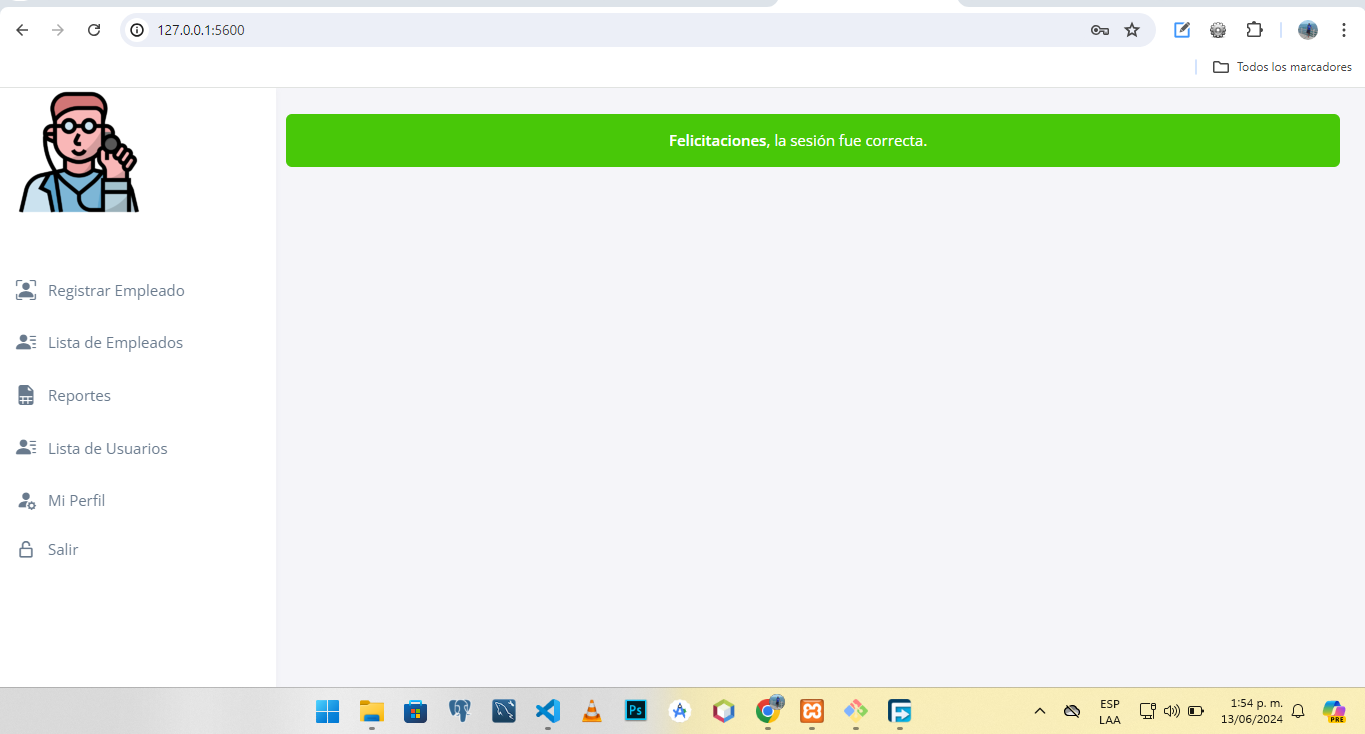 127.0.0.1:5600
Todos los marcadores
Felicitaciones, la sesión fue correcta.
Registrar Empleado
Lista de Empleados
Reportes
Lista de Usuarios
Mi Perfil
Salir
Ps
ESP
LAA
1:54 p. m.
13/06/2024
PRE